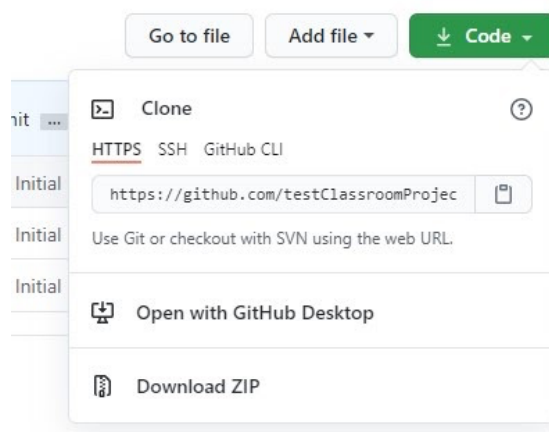 Go to file Add file Code
Clone
nit ...
HTTPS SSH GitHub CLI
Initial
https://github.com/testClassroomProjec
Initial
Use Git or checkout with SVN using the web URL.
Initial
Open with GitHub Desktop
Download ZIP